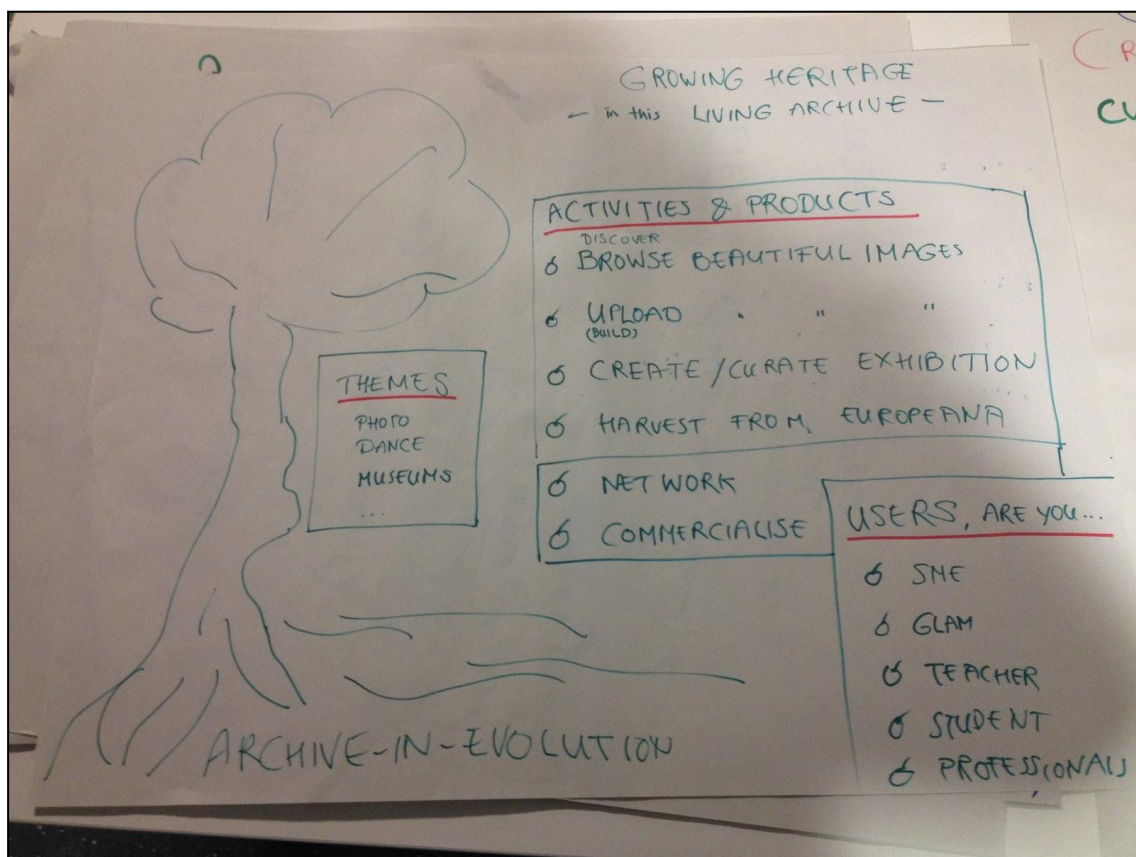 GROWING HERITAGE
- in this LIVING ARCHIVE -
ACTIVITIES & PRODUCTS
DISCOVER
BROWSE BEAUTIFUL IMAGES
UPLOAD " " "
(BUILD)
CREATE / CURATE EXHIBITION
HARVEST FROM EUROPEANA
NETWORK
COMMERCIALISE
THEMES
PHOTO
DANCE
MUSEUMS
...
USERS, ARE YOU...
SME
GLAM
TEACHER
STUDENT
PROFESSIONALS
ARCHIVE-IN-EVOLUTION